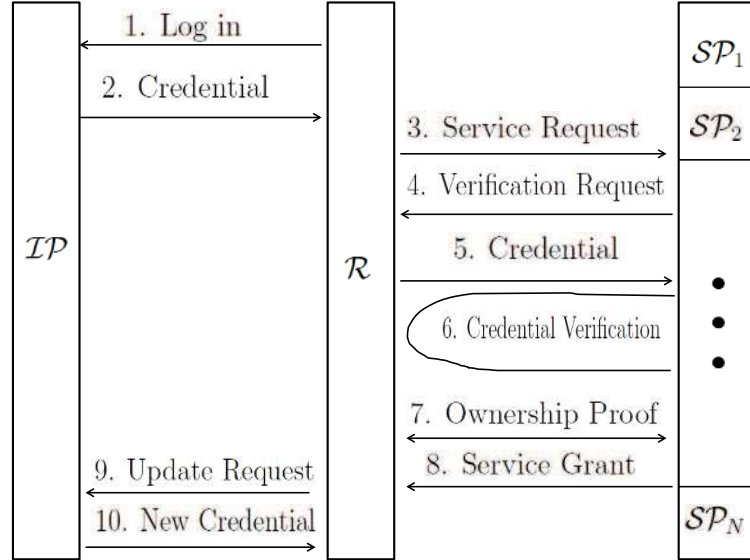 1. Log in
2. Credential
3. Service Request
4. Verification Request
5. Credential
6. Credential Verification
7. Ownership Proof
8. Service Grant
9. Update Request
10. New Credential
IP
R
SP1
SP2
SPN